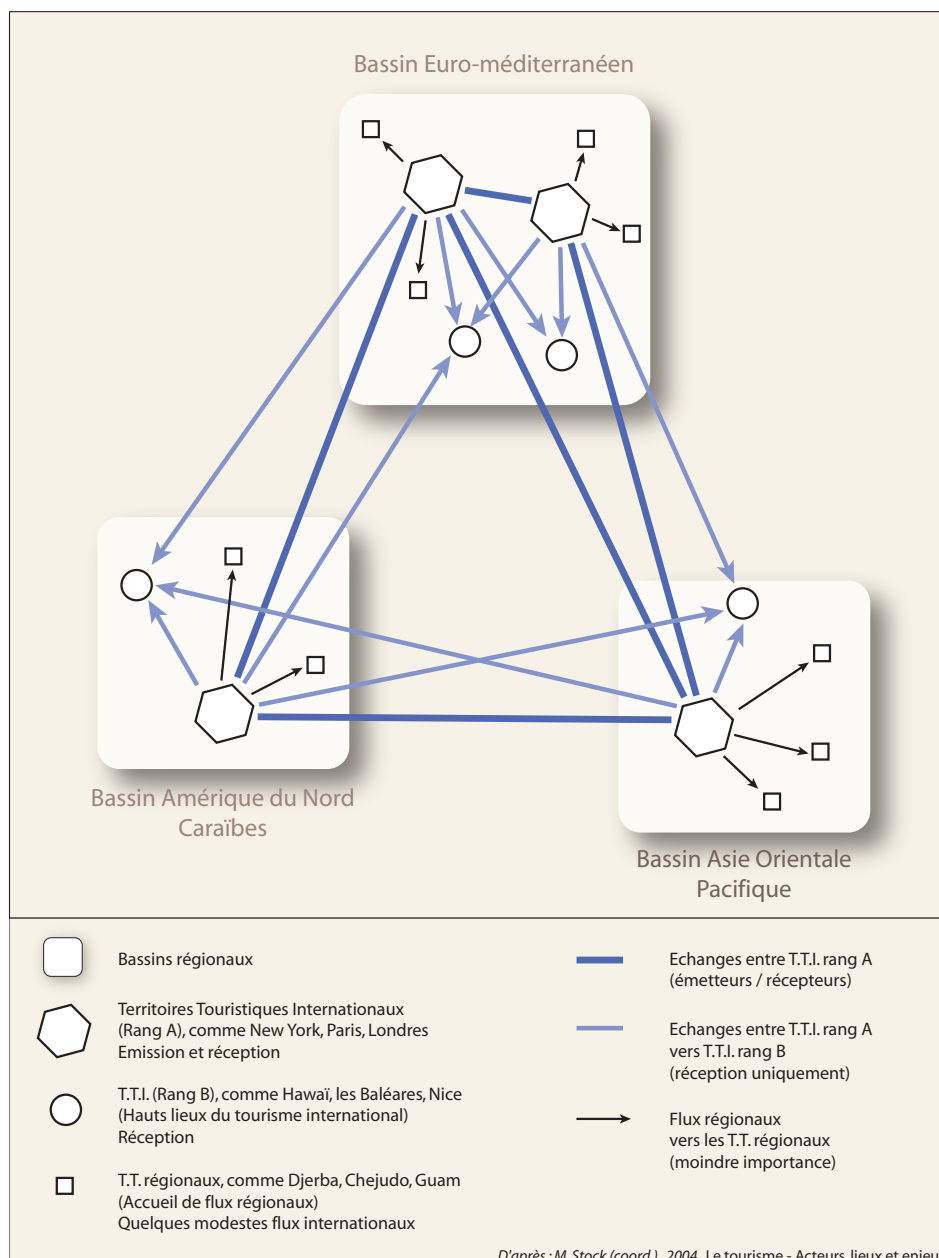 Bassin Euro-méditerranéen
Bassin Amérique du Nord
Caraïbes
Bassin Asie Orientale
Pacifique
Bassins régionaux
Territoires Touristiques Internationaux
(Rang A), comme New York, Paris, Londres
Emission et réception
T.T.I. (Rang B), comme Hawaï, les Baléares, Nice
(Hauts lieux du tourisme international)
Réception
T.T. régionaux, comme Djerba, Chejudo, Guam
(Accueil de flux régionaux)
Quelques modestes flux internationaux
Echanges entre T.T.I. rang A
(émetteurs / récepteurs)
Echanges entre T.T.I. rang A
vers T.T.I. rang B
(réception uniquement)
Flux régionaux
vers les T.T. régionaux
(moindre importance)
D'après : M. Stock (coord.), 2004, Le tourisme - Acteurs, lieux et enjeu